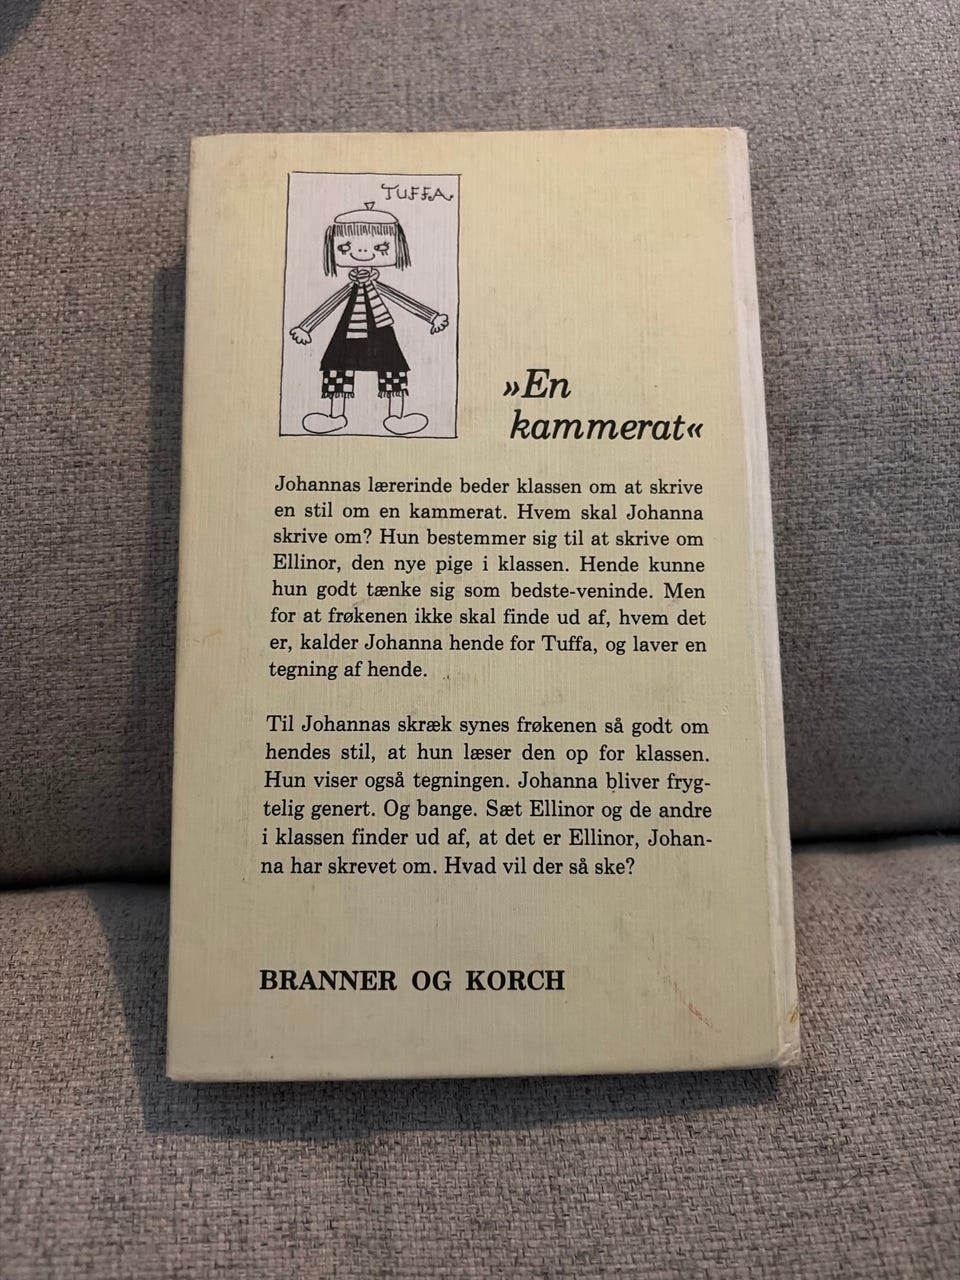 TUFFA
»En
kammerat«
Johannas lærerinde beder klassen om at skrive
en stil om en kammerat. Hvem skal Johanna
skrive om? Hun bestemmer sig til at skrive om
Ellinor, den nye pige i klassen. Hende kunne
hun godt tænke sig som bedste-veninde. Men
for at frøkenen ikke skal finde ud af, hvem det
er, kalder Johanna hende for Tuffa, og laver en
tegning af hende.
Til Johannas skræk synes frøkenen så godt om
hendes stil, at hun læser den op for klassen.
Hun viser også tegningen. Johanna bliver fryg-
telig genert. Og bange. Sæt Ellinor og de andre
i klassen finder ud af, at det er Ellinor, Johan-
na har skrevet om. Hvad vil der så ske?
BRANNER OG KORCH